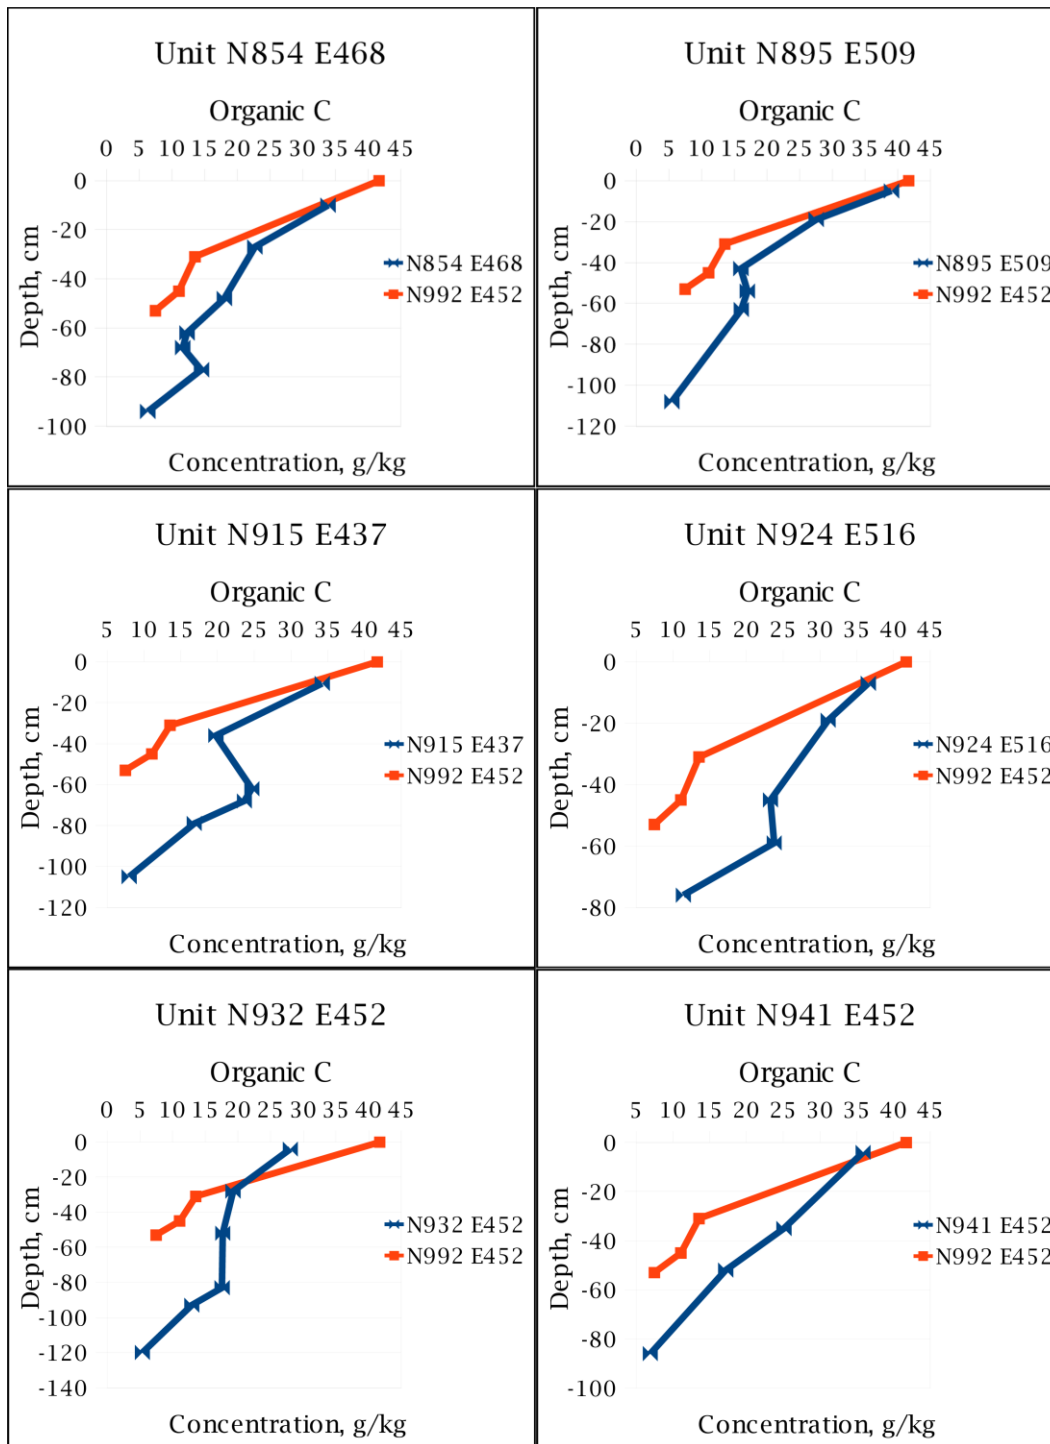 Unit N854 E468
Organic C
0 5 10 15 20 25 30 35 40 45
0
-20
-40
-60
-80
-100
Depth, cm
N854 E468
N992 E452
Concentration, g/kg
Unit N895 E509
Organic C
0 5 10 15 20 25 30 35 40 45
0
-20
-40
-60
-80
-100
-120
Depth, cm
N895 E509
N992 E452
Concentration, g/kg
Unit N915 E437
Organic C
5 10 15 20 25 30 35 40 45
0
-20
-40
-60
-80
-100
-120
Depth, cm
N915 E437
N992 E452
Concentration, g/kg
Unit N924 E516
Organic C
5 10 15 20 25 30 35 40 45
0
-20
-40
-60
-80
Depth, cm
N924 E516
N992 E452
Concentration, g/kg
Unit N932 E452
Organic C
0 5 10 15 20 25 30 35 40 45
0
-20
-40
-60
-80
-100
-120
-140
Depth, cm
N932 E452
N992 E452
Concentration, g/kg
Unit N941 E452
Organic C
5 10 15 20 25 30 35 40 45
0
-20
-40
-60
-80
-100
Depth, cm
N941 E452
N992 E452
Concentration, g/kg